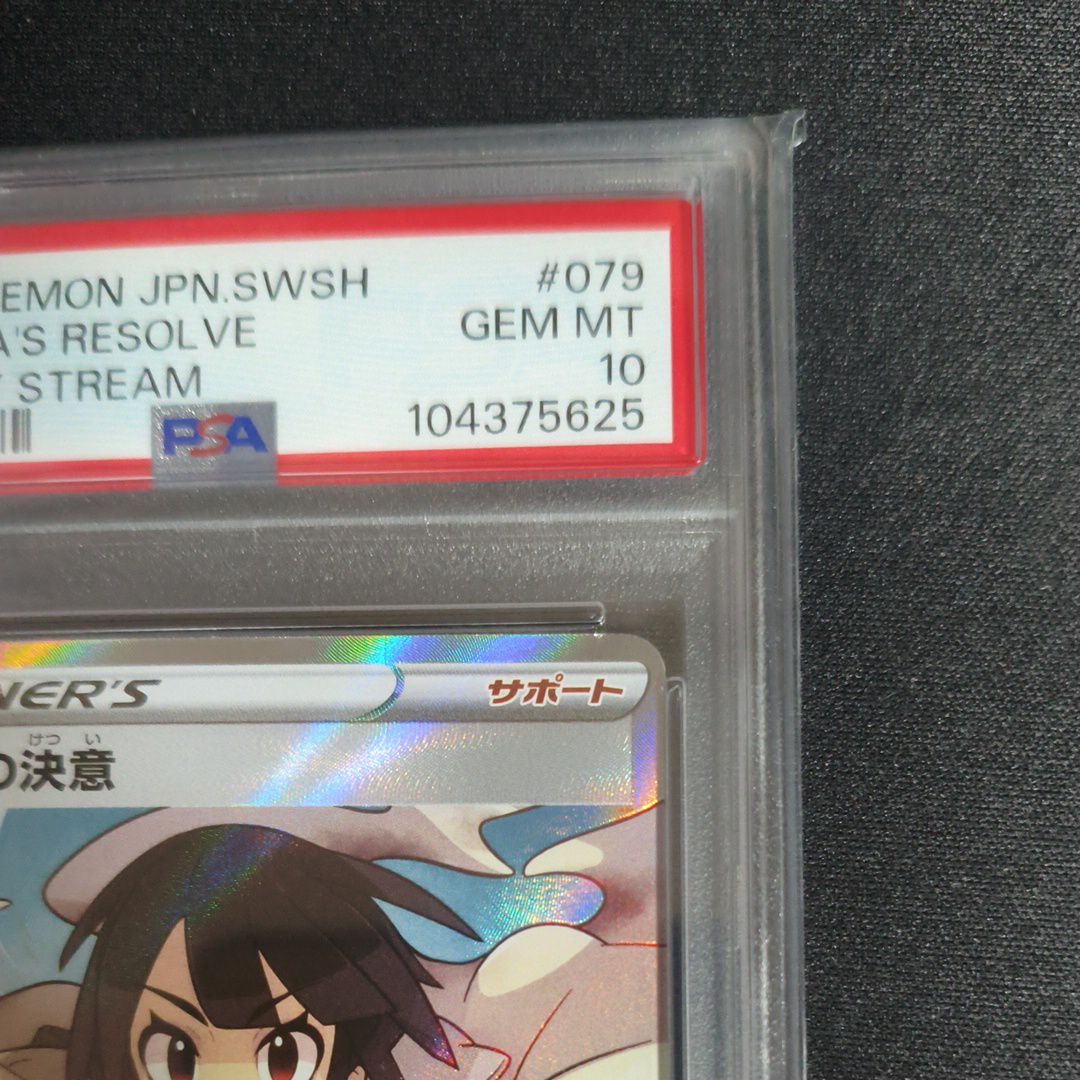 EMON JPN.SWSH #079
A'S RESOLVE GEM MT
Y STREAM 10
PSA 104375625
NER'S サポート
けつ い
の決意